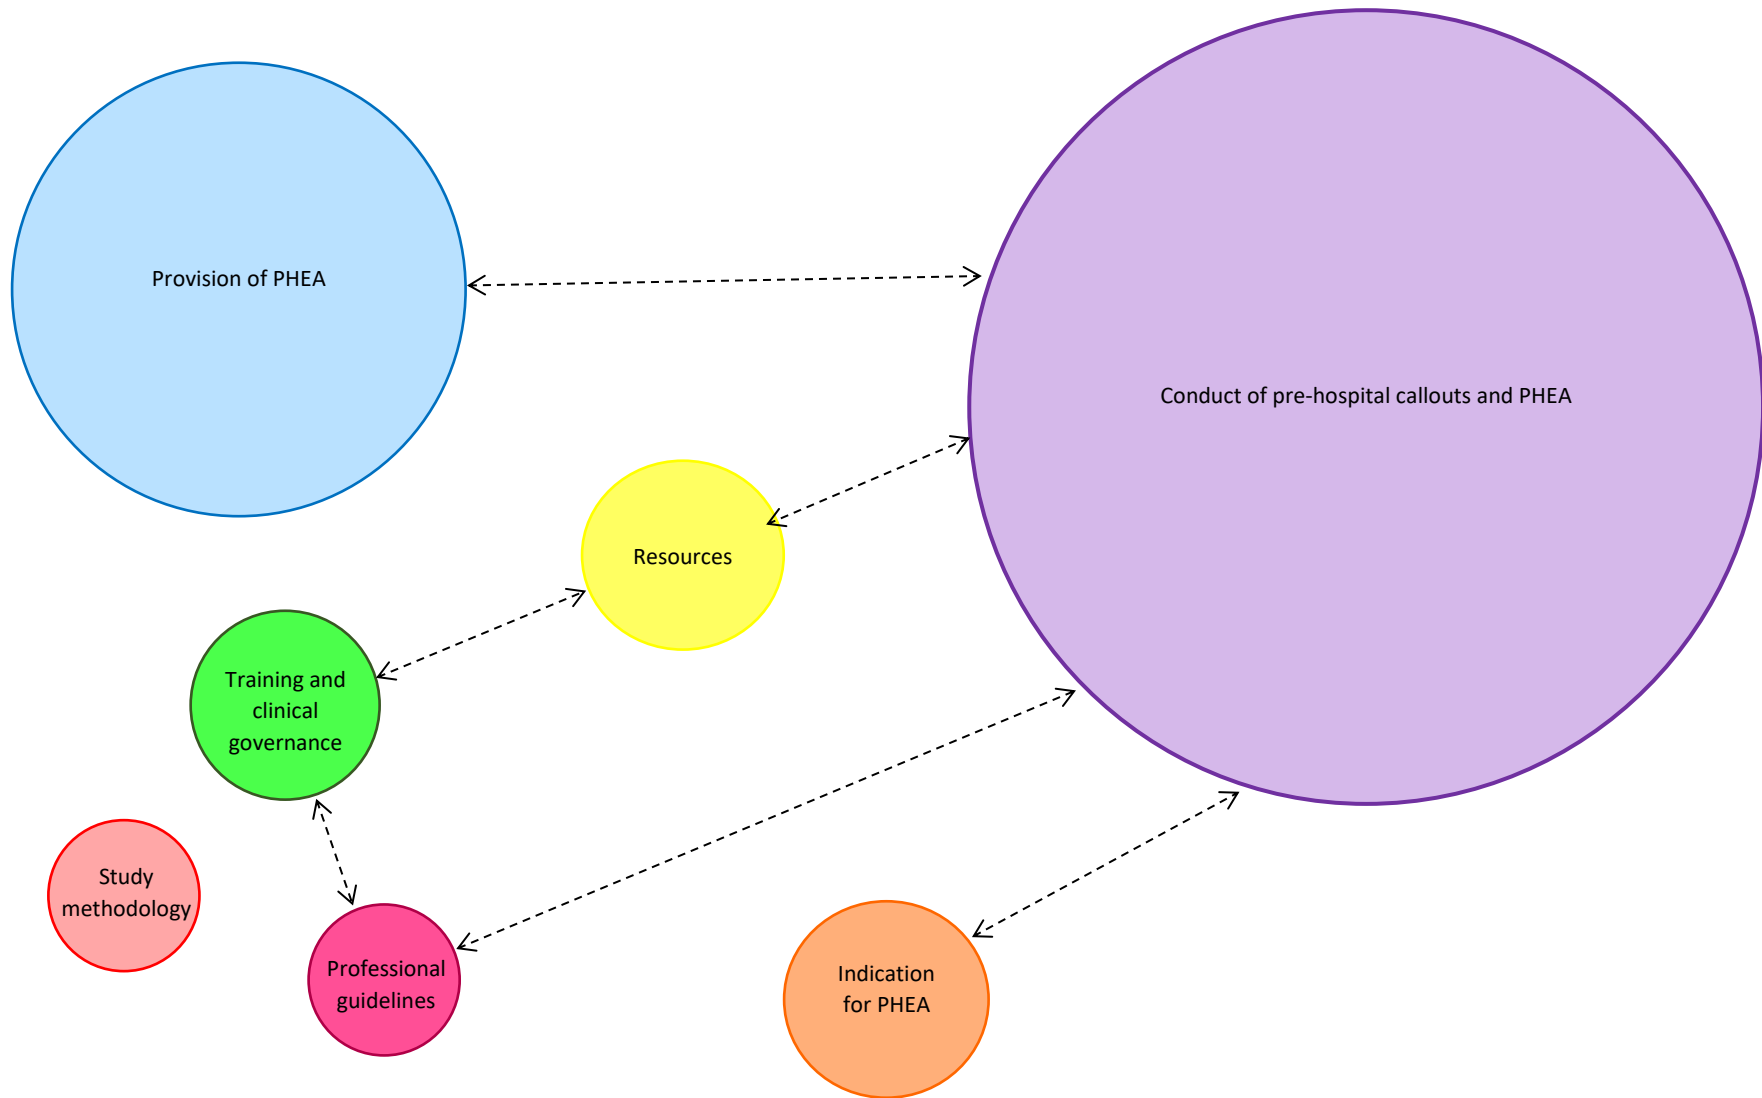 Provision of PHEA
Conduct of pre-hospital callouts and PHEA
Resources
Training and
clinical
governance
Study
methodology
Professional
guidelines
Indication
for PHEA